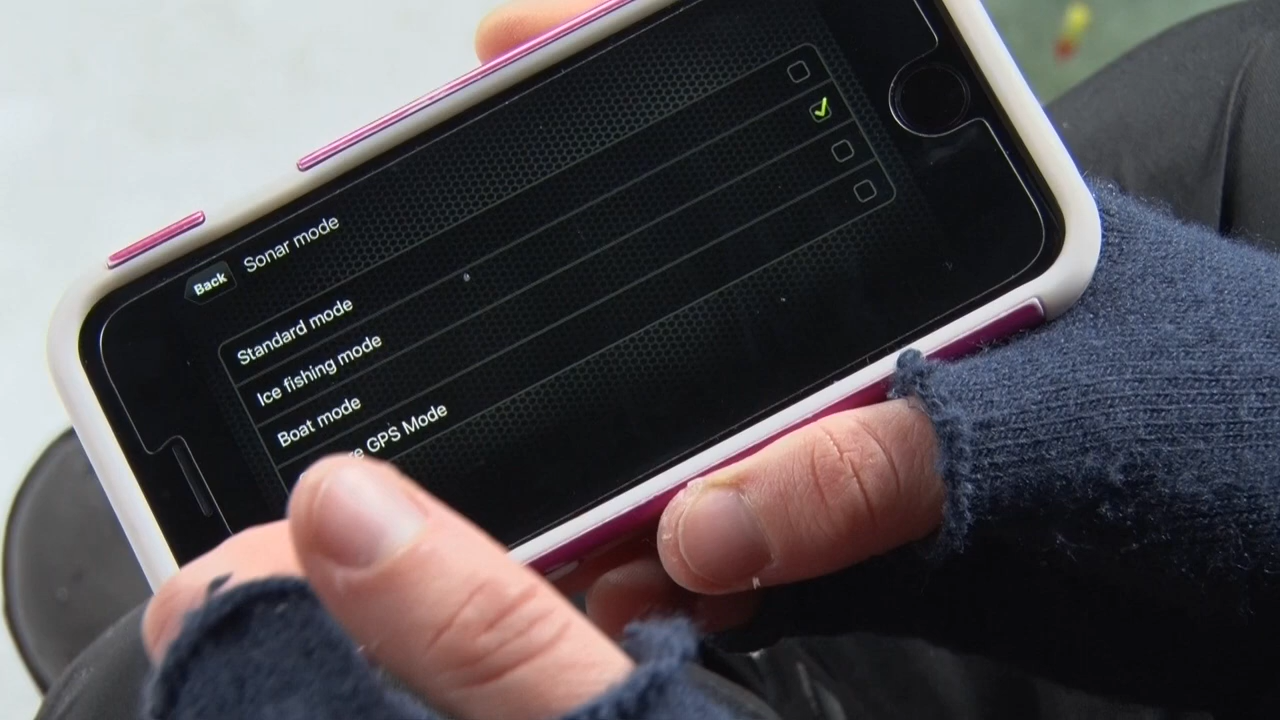 Back Sonar mode
Standard mode
Ice fishing mode
Boat mode
GPS Mode